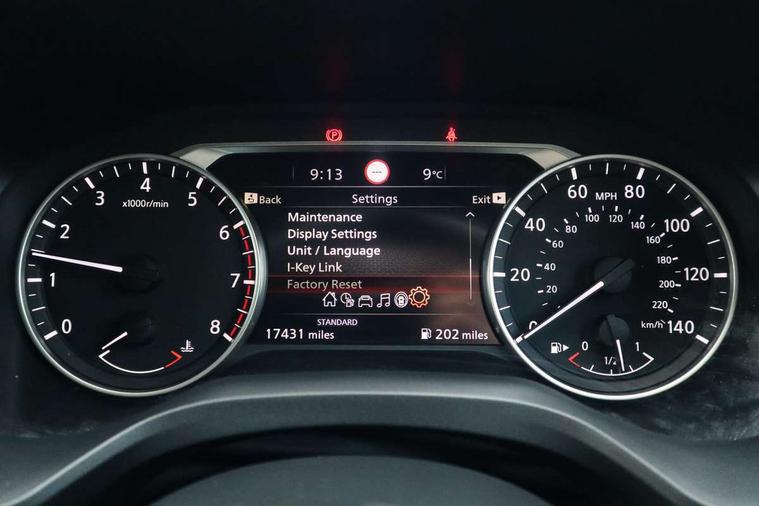 P
9:13 --- 9°C
Back Settings Exit
Maintenance
Display Settings
Unit / Language
I-Key Link
Factory Reset
STANDARD
17431 miles 202 miles
0 1 2 3 4 5 6 7 8
x1000r/min
0 20 40 60 80 100 120 140
MPH
20 40 60 80 100 120 140 160 180 200 220
km/h
0 1/2 1